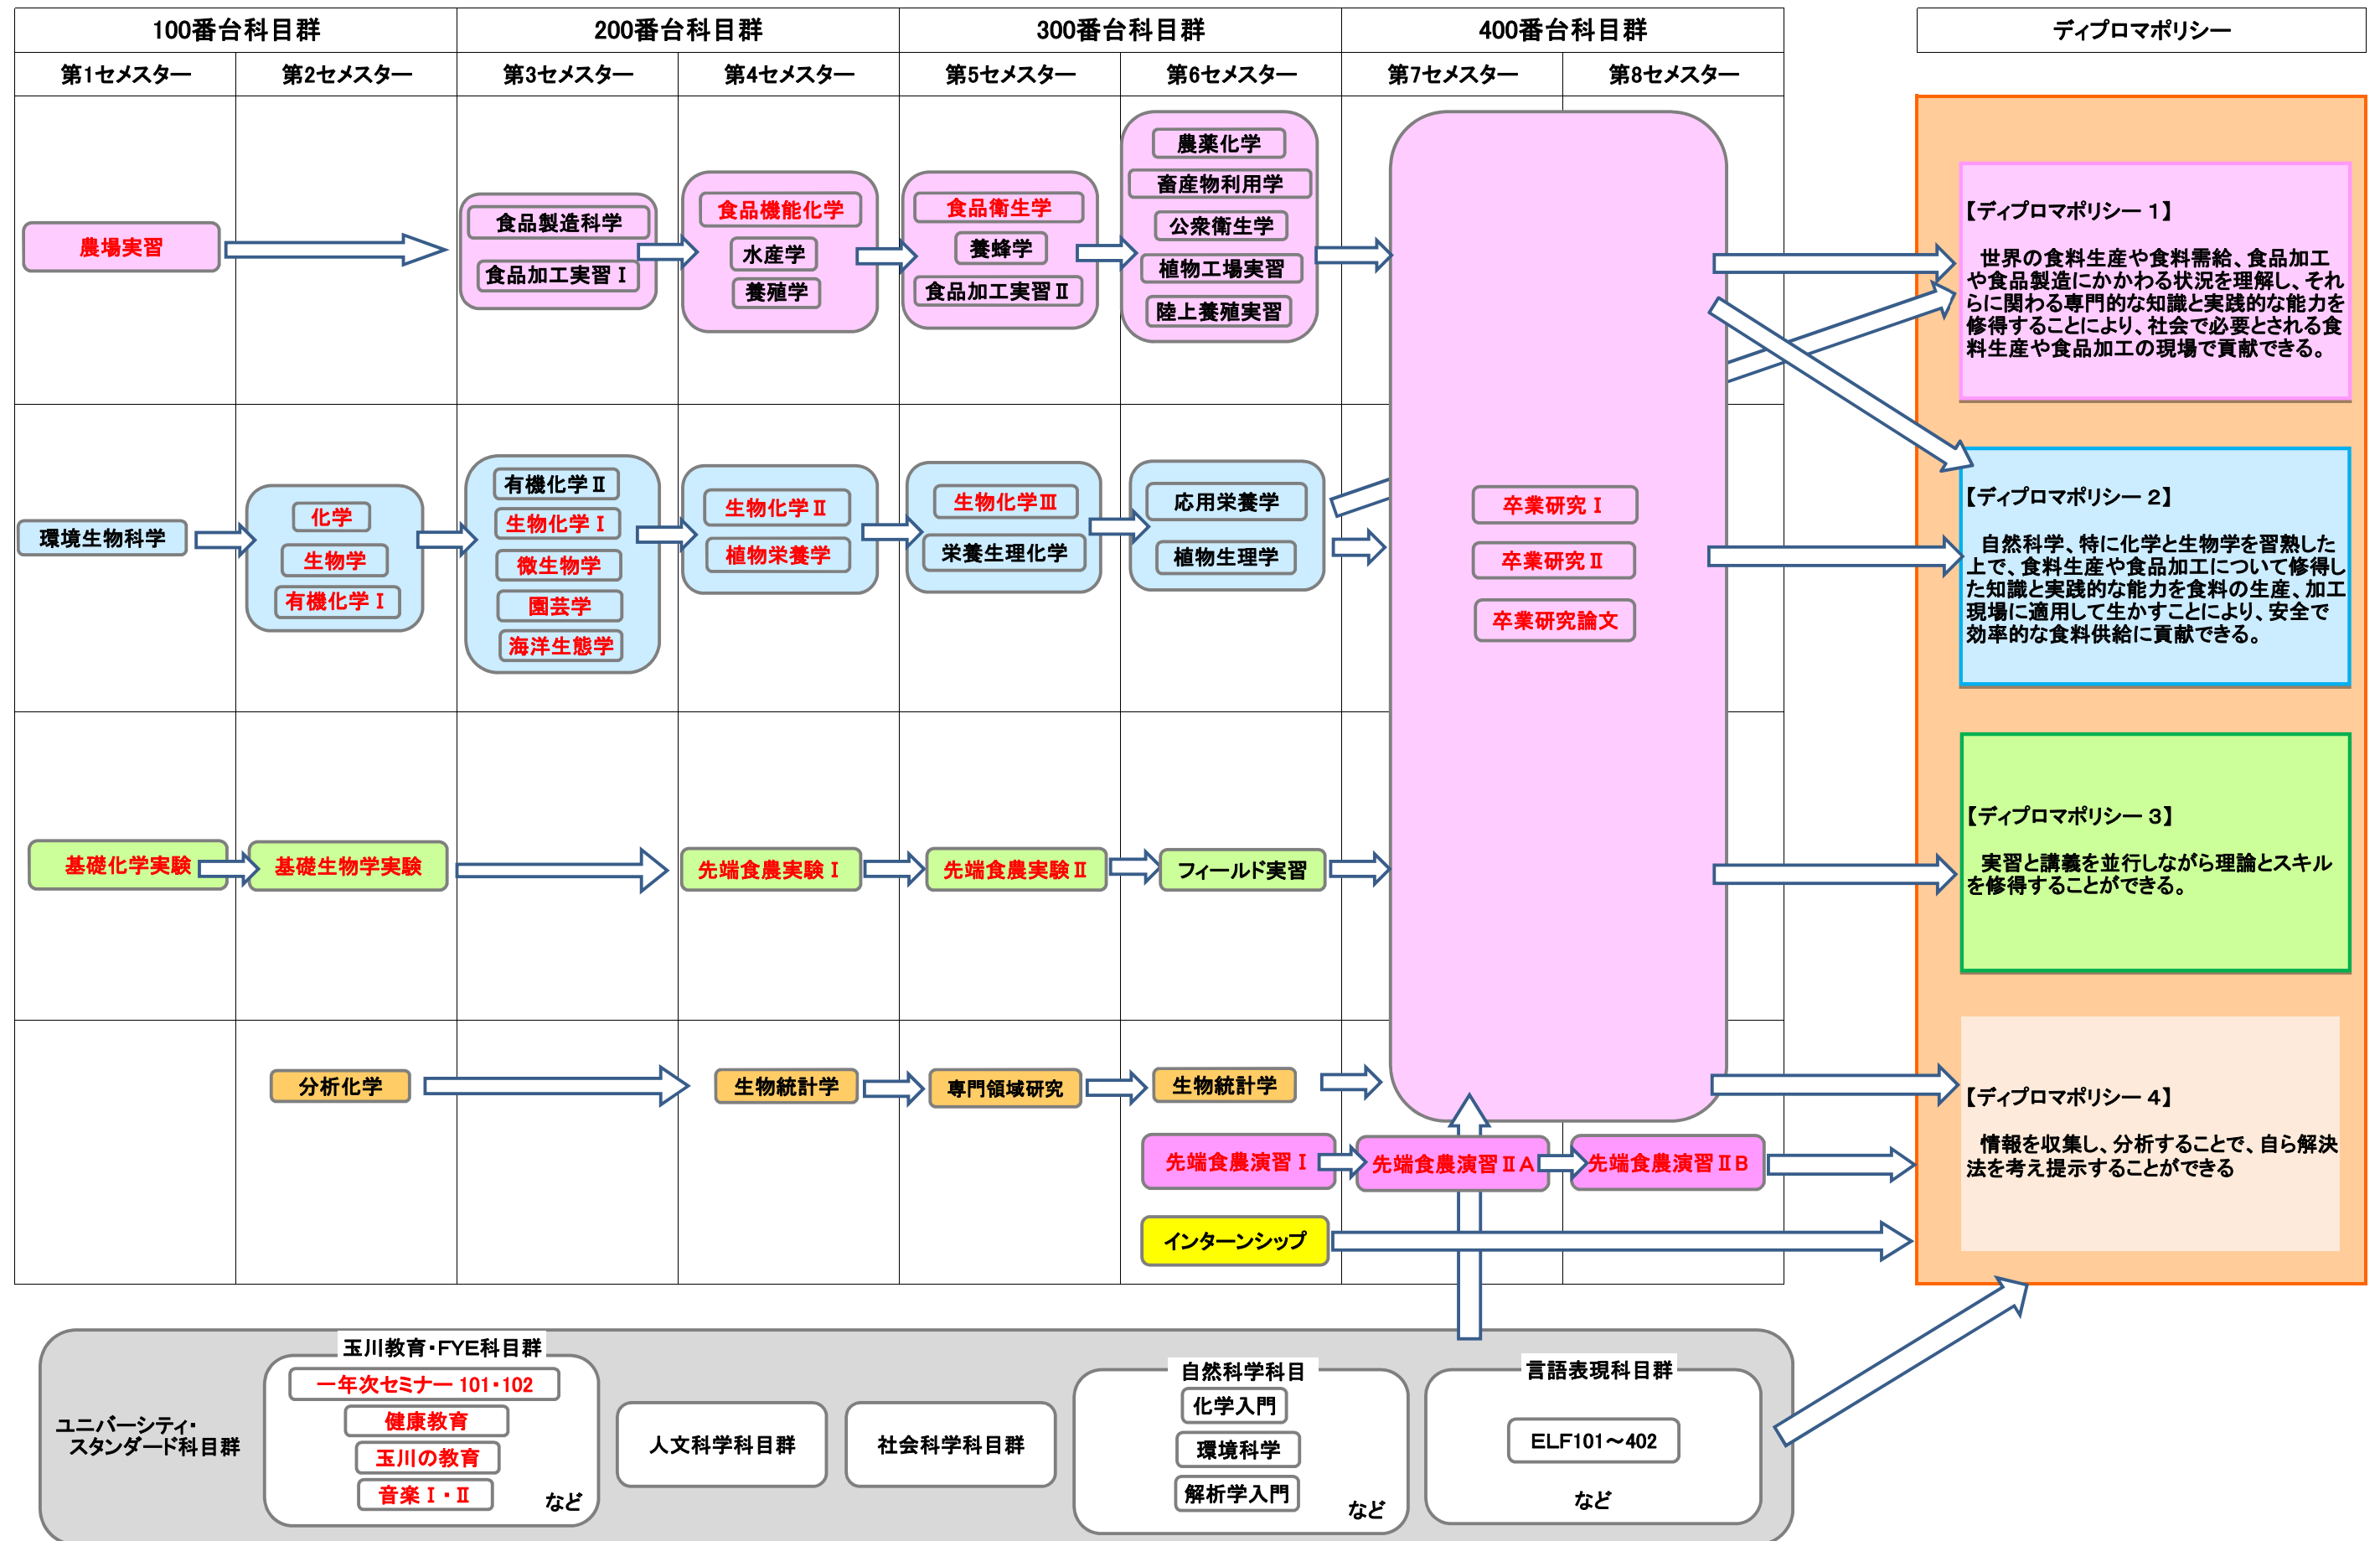 100番台科目群
200番台科目群
300番台科目群
400番台科目群
ディプロマポリシー
第1セメスター
第2セメスター
第3セメスター
第4セメスター
第5セメスター
第6セメスター
第7セメスター
第8セメスター
農場実習
食品製造科学
食品加工実習Ⅰ
食品機能化学
水産学
養殖学
食品衛生学
養蜂学
食品加工実習Ⅱ
農薬化学
畜産物利用学
公衆衛生学
植物工場実習
陸上養殖実習
【ディプロマポリシー1】
世界の食料生産や食料需給、食品加工
や食品製造にかかわる状況を理解し、それ
らに関わる専門的な知識と実践的な能力を
修得することにより、社会で必要とされる食
料生産や食品加工の現場で貢献できる。
環境生物科学
化学
生物学
有機化学Ⅰ
有機化学Ⅱ
生物化学Ⅰ
微生物学
園芸学
海洋生態学
生物化学Ⅱ
植物栄養学
生物化学Ⅲ
栄養生理化学
応用栄養学
植物生理学
卒業研究Ⅰ
卒業研究Ⅱ
卒業研究論文
【ディプロマポリシー2】
自然科学、特に化学と生物学を習熟した
上で、食料生産や食品加工について修得し
た知識と実践的な能力を食料の生産、加工
現場に適用して生かすことにより、安全で
効率的な食料供給に貢献できる。
基礎化学実験
基礎生物学実験
先端食農実験Ⅰ
先端食農実験Ⅱ
フィールド実習
【ディプロマポリシー3】
実習と講義を並行しながら理論とスキル
を修得することができる。
分析化学
生物統計学
専門領域研究
生物統計学
先端食農演習Ⅰ
先端食農演習ⅡA
先端食農演習ⅡB
インターンシップ
【ディプロマポリシー4】
情報を収集し、分析することで、自ら解決
法を考え提示することができる
ユニバーシティ・
スタンダード科目群
玉川教育・FYE科目群
一年次セミナー101・102
健康教育
玉川の教育
音楽Ⅰ・Ⅱ
など
人文科学科目群
社会科学科目群
自然科学科目
化学入門
環境科学
解析学入門
など
言語表現科目群
ELF101～402
など